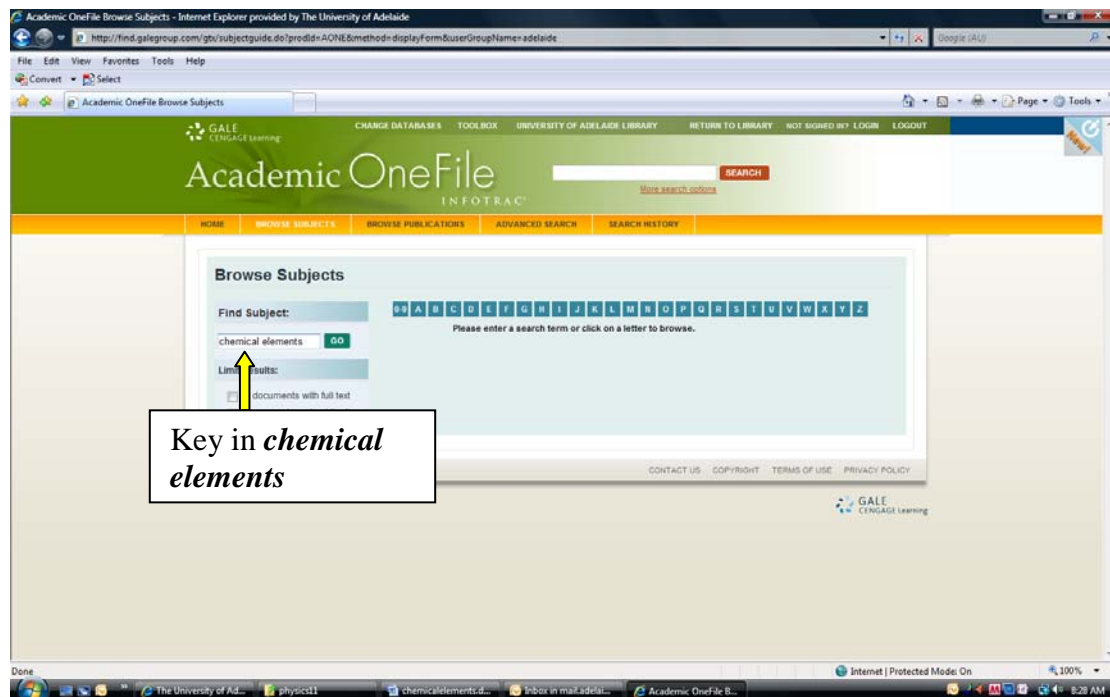 Academic OneFile Browse Subjects - Internet Explorer provided by The University of Adelaide
http://find.galegroup.com/gtx/subjectguide.do?prodId=AONE&method=displayForm&userGroupName=adelaide
Google (AU)
File Edit View Favorites Tools Help
Convert Select
Academic OneFile Browse Subjects
Page Tools
GALE
CENGAGE Learning
CHANGE DATABASES TOOLBOX UNIVERSITY OF ADELAIDE LIBRARY RETURN TO LIBRARY NOT SIGNED IN? LOGIN LOGOUT
New!
Academic OneFile
INFOTRAC
SEARCH
More search options
HOME BROWSE SUBJECTS BROWSE PUBLICATIONS ADVANCED SEARCH SEARCH HISTORY
Browse Subjects
Find Subject:
0-9 A B C D E F G H I J K L M N O P Q R S T U V W X Y Z
Please enter a search term or click on a letter to browse.
chemical elements GO
Limit results:
documents with full text
Key in chemical
elements
CONTACT US COPYRIGHT TERMS OF USE PRIVACY POLICY
GALE
CENGAGE Learning
Done
Internet | Protected Mode: On
100%
The University of Ad...
physics11
chemicalelements.d...
Inbox in mail.adelai...
Academic OneFile B...
8:28 AM